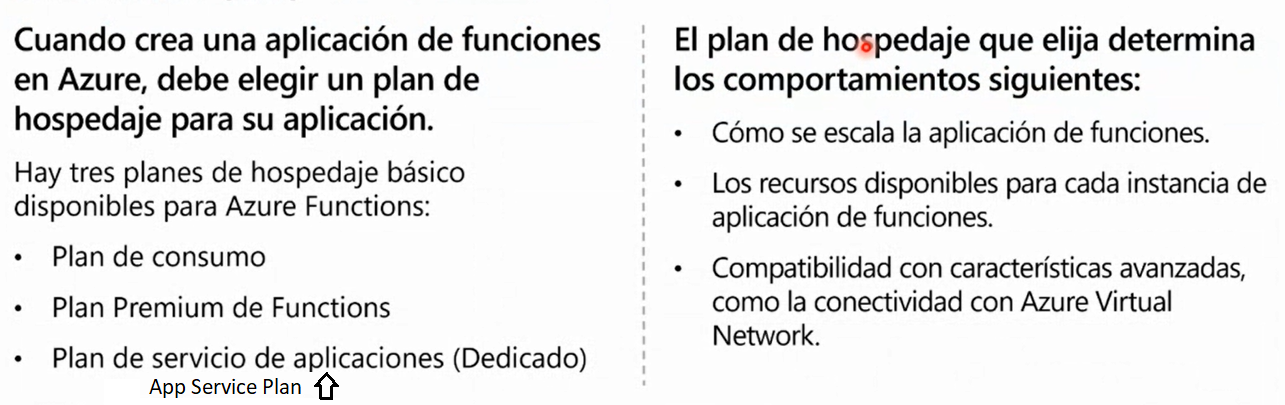 Cuando crea una aplicación de funciones
en Azure, debe elegir un plan de
hospedaje para su aplicación.
Hay tres planes de hospedaje básico
disponibles para Azure Functions:
• Plan de consumo
• Plan Premium de Functions
• Plan de servicio de aplicaciones (Dedicado)
App Service Plan
El plan de hospedaje que elija determina
los comportamientos siguientes:
• Cómo se escala la aplicación de funciones.
• Los recursos disponibles para cada instancia de
aplicación de funciones.
• Compatibilidad con características avanzadas,
como la conectividad con Azure Virtual
Network.